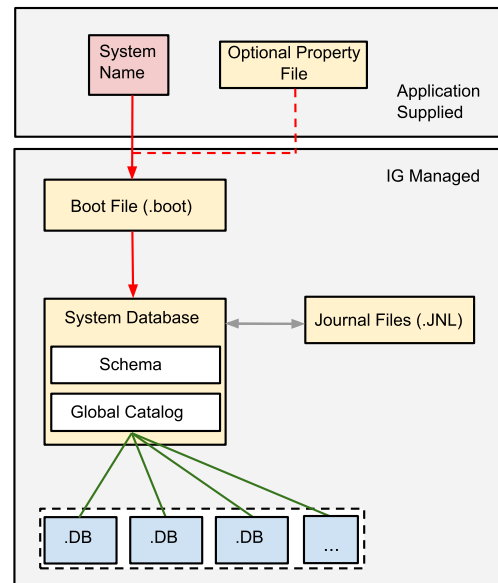 System
Name
Optional Property
File
Application
Supplied
IG Managed
Boot File (.boot)
System Database
Journal Files (.JNL)
Schema
Global Catalog
.DB
.DB
.DB
...